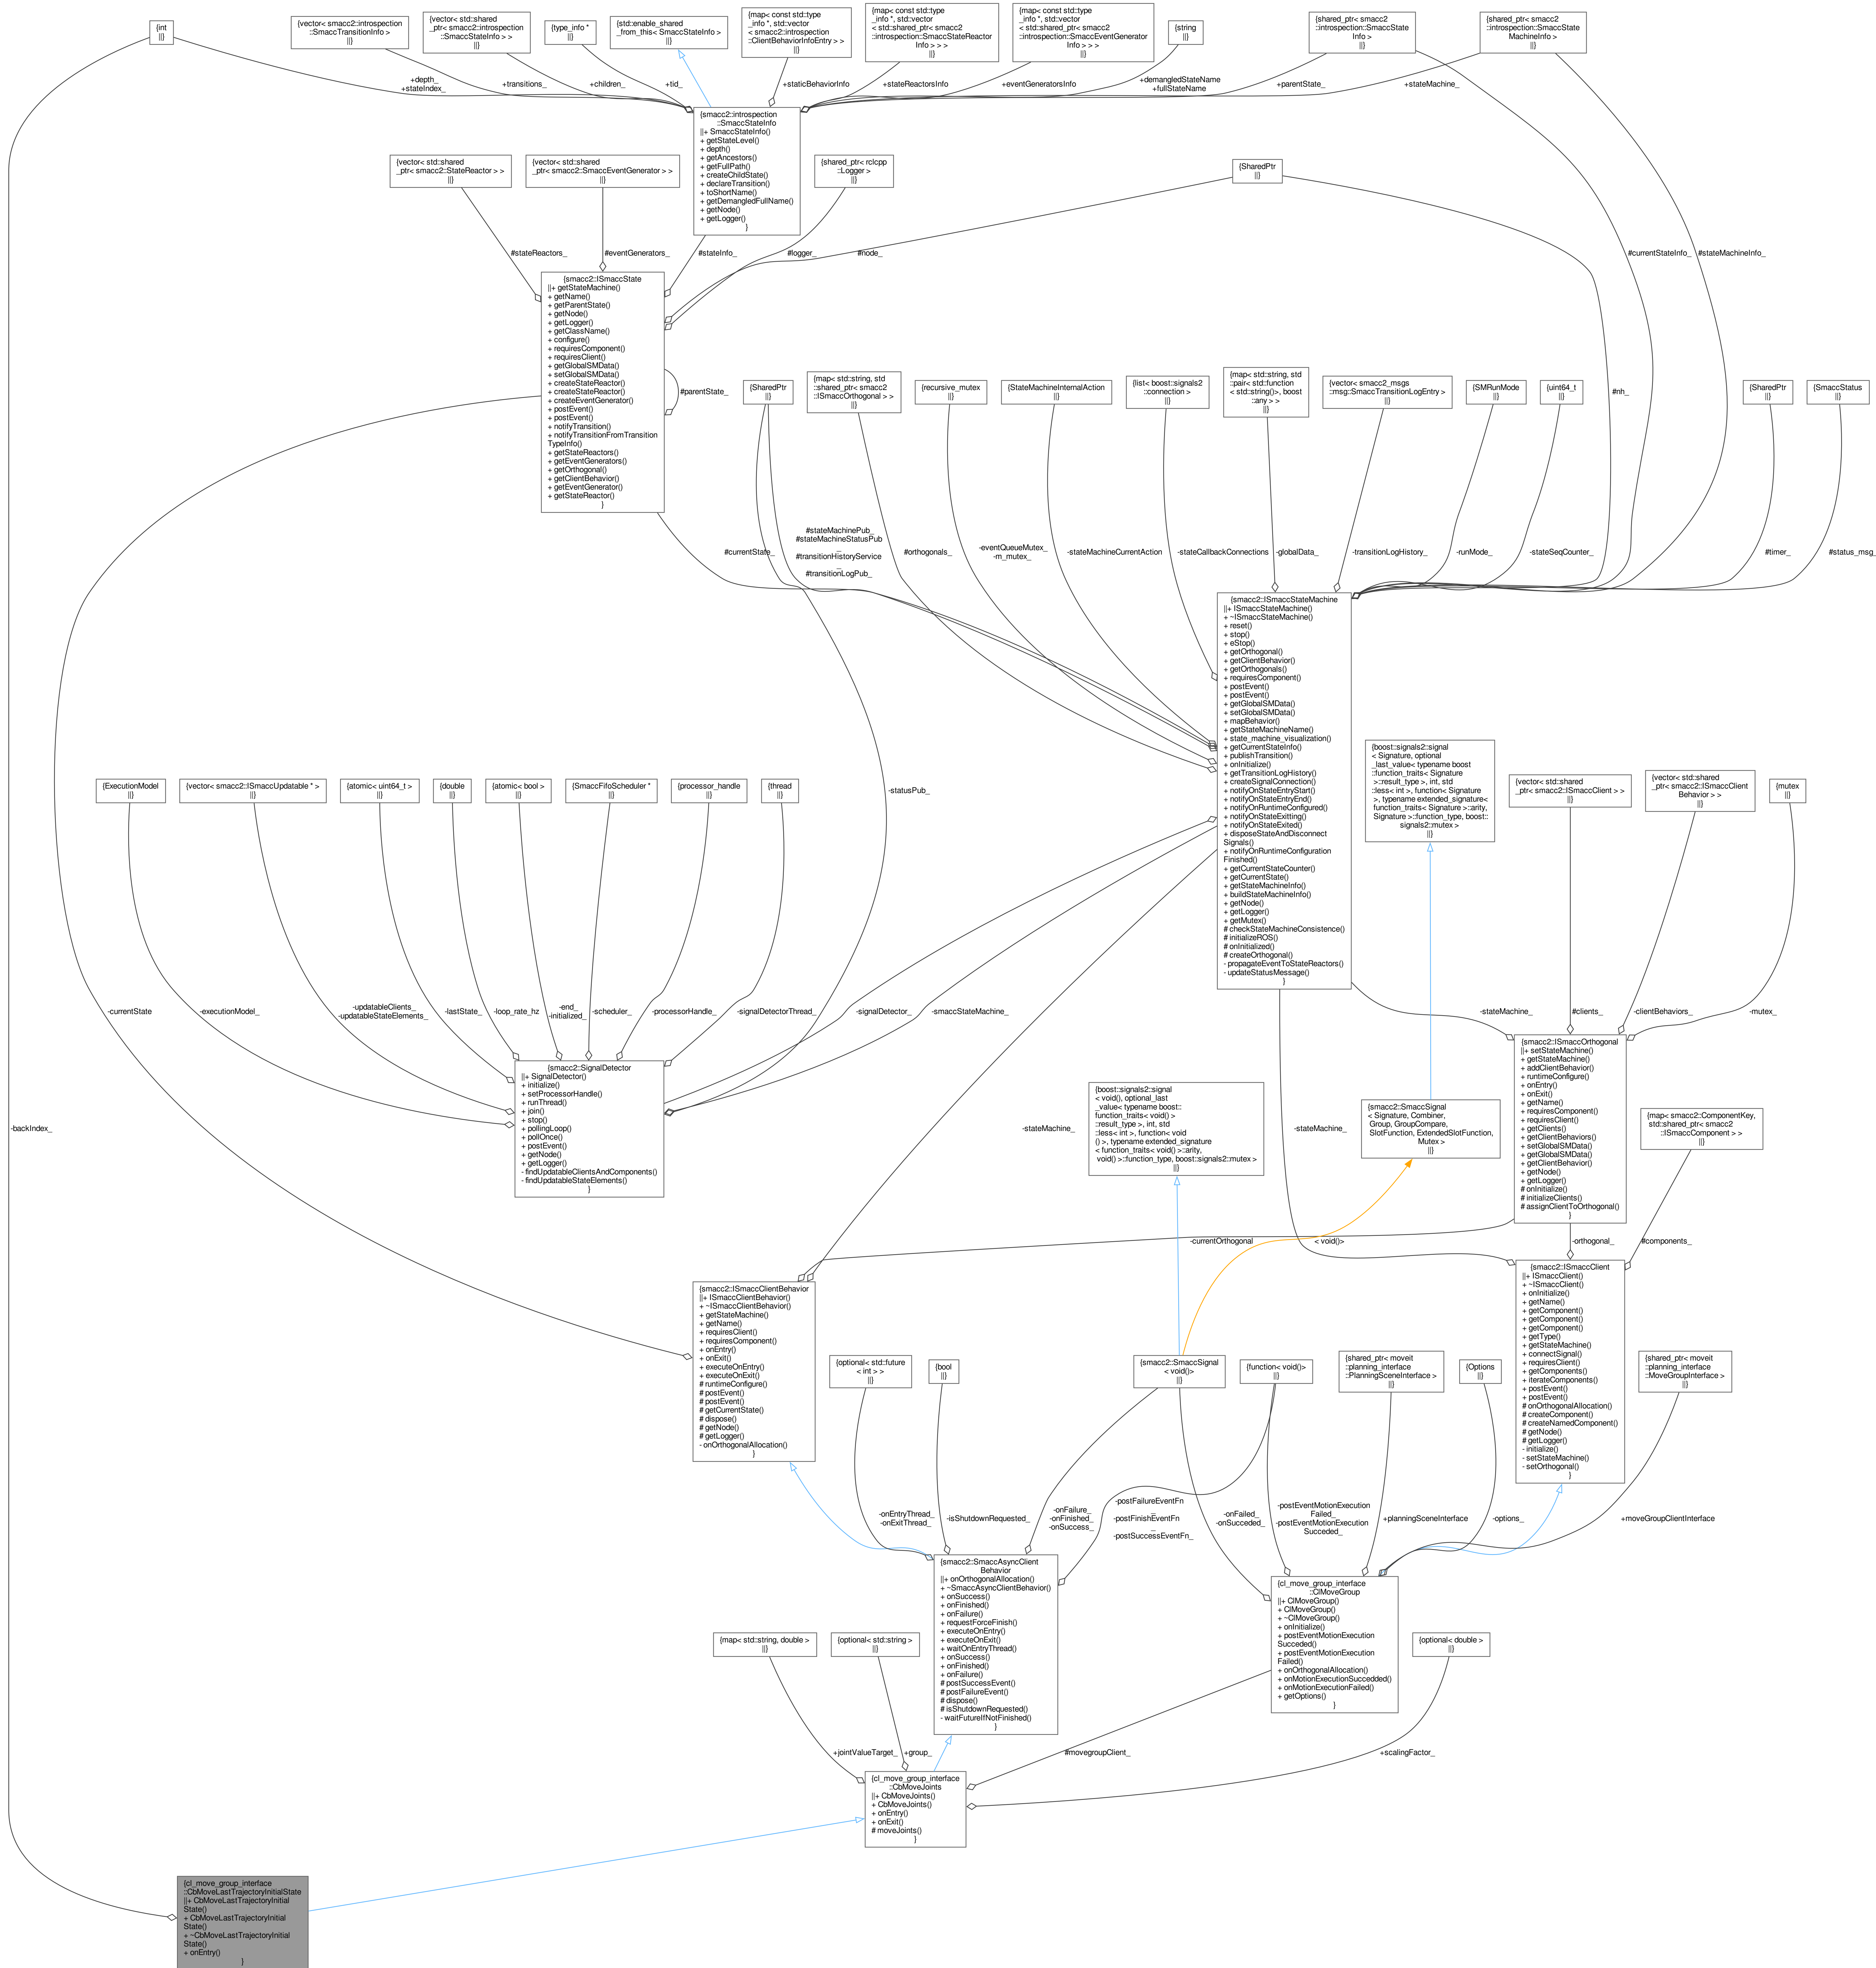 {int
||}
{vector< smacc2::introspection
::SmaccTransitionInfo >
||}
{vector< std::shared
_ptr< smacc2::introspection
::SmaccStateInfo > >
||}
{type_info *
||}
{std::enable_shared
_from_this< SmaccStateInfo >
||}
{map< const std::type
_info *, std::vector
< smacc2::introspection
::ClientBehaviorInfoEntry > >
||}
{map< const std::type
_info *, std::vector
< std::shared_ptr< smacc2
::introspection::SmaccStateReactor
Info > > >
||}
{map< const std::type
_info *, std::vector
< std::shared_ptr< smacc2
::introspection::SmaccEventGenerator
Info > > >
||}
{string
||}
{shared_ptr< smacc2
::introspection::SmaccState
Info >
||}
{shared_ptr< smacc2
::introspection::SmaccState
MachineInfo >
||}
+depth_
+stateIndex_
+transitions_
+children_
+tid_
+staticBehaviorInfo
+stateReactorsInfo
+eventGeneratorsInfo
+demangledStateName
+fullStateName
+parentState_
+stateMachine_
{smacc2::introspection
::SmaccStateInfo
||+ SmaccStateInfo()
+ getStateLevel()
+ depth()
+ getAncestors()
+ getFullPath()
+ createChildState()
+ declareTransition()
+ toShortName()
+ getDemangledFullName()
+ getNode()
+ getLogger()
}
{vector< std::shared
_ptr< smacc2::StateReactor > >
||}
{vector< std::shared
_ptr< smacc2::SmaccEventGenerator > >
||}
{shared_ptr< rclcpp
::Logger >
||}
{SharedPtr
||}
#stateReactors_
#eventGenerators_
#stateInfo_
#logger_
#node_
#currentStateInfo_
#stateMachineInfo_
{smacc2::ISmaccState
||+ getStateMachine()
+ getName()
+ getParentState()
+ getNode()
+ getLogger()
+ getClassName()
+ configure()
+ requiresComponent()
+ requiresClient()
+ getGlobalSMData()
+ setGlobalSMData()
+ createStateReactor()
+ createStateReactor()
+ createEventGenerator()
+ postEvent()
+ postEvent()
+ notifyTransition()
+ notifyTransitionFromTransition
TypeInfo()
+ getStateReactors()
+ getEventGenerators()
+ getOrthogonal()
+ getClientBehavior()
+ getEventGenerator()
+ getStateReactor()
}
#parentState_
{SharedPtr
||}
{map< std::string, std
::shared_ptr< smacc2
::ISmaccOrthogonal > >
||}
{recursive_mutex
||}
{StateMachineInternalAction
||}
{list< boost::signals2
::connection >
||}
{map< std::string, std
::pair< std::function
< std::string()>, boost
::any > >
||}
{vector< smacc2_msgs
::msg::SmaccTransitionLogEntry >
||}
{SMRunMode
||}
{uint64_t
||}
#nh_
{SharedPtr
||}
{SmaccStatus
||}
#currentState_
#stateMachinePub_
#stateMachineStatusPub
_
#transitionHistoryService
_
#transitionLogPub_
#orthogonals_
-eventQueueMutex_
-m_mutex_
-stateMachineCurrentAction
-stateCallbackConnections
-globalData_
-transitionLogHistory_
-runMode_
-stateSeqCounter_
#timer_
#status_msg_
{smacc2::ISmaccStateMachine
||+ ISmaccStateMachine()
+ ~ISmaccStateMachine()
+ reset()
+ stop()
+ eStop()
+ getOrthogonal()
+ getClientBehavior()
+ getOrthogonals()
+ requiresComponent()
+ postEvent()
+ postEvent()
+ getGlobalSMData()
+ setGlobalSMData()
+ mapBehavior()
+ getStateMachineName()
+ state_machine_visualization()
+ getCurrentStateInfo()
+ publishTransition()
+ onInitialize()
+ getTransitionLogHistory()
+ createSignalConnection()
+ notifyOnStateEntryStart()
+ notifyOnStateEntryEnd()
+ notifyOnRuntimeConfigured()
+ notifyOnStateExitting()
+ notifyOnStateExited()
+ disposeStateAndDisconnect
Signals()
+ notifyOnRuntimeConfiguration
Finished()
+ getCurrentStateCounter()
+ getCurrentState()
+ getStateMachineInfo()
+ buildStateMachineInfo()
+ getNode()
+ getLogger()
+ getMutex()
# checkStateMachineConsistence()
# initializeROS()
# onInitialized()
# createOrthogonal()
- propagateEventToStateReactors()
- updateStatusMessage()
}
{boost::signals2::signal
< Signature, optional
_last_value< typename boost
::function_traits< Signature
>::result_type >, int, std
::less< int >, function< Signature
>, typename extended_signature<
function_traits< Signature >::arity,
Signature >::function_type, boost::
signals2::mutex >
||}
{vector< std::shared
_ptr< smacc2::ISmaccClient > >
||}
{vector< std::shared
_ptr< smacc2::ISmaccClient
Behavior > >
||}
{mutex
||}
{ExecutionModel
||}
{vector< smacc2::ISmaccUpdatable * >
||}
{atomic< uint64_t >
||}
{double
||}
{atomic< bool >
||}
{SmaccFifoScheduler *
||}
{processor_handle
||}
{thread
||}
-statusPub_
-currentState
-executionModel_
-updatableClients_
-updatableStateElements_
-lastState_
-loop_rate_hz
-end_
-initialized_
-scheduler_
-processorHandle_
-signalDetectorThread_
-signalDetector_
-smaccStateMachine_
-stateMachine_
#clients_
-clientBehaviors_
-mutex_
{smacc2::SignalDetector
||+ SignalDetector()
+ initialize()
+ setProcessorHandle()
+ runThread()
+ join()
+ stop()
+ pollingLoop()
+ pollOnce()
+ postEvent()
+ getNode()
+ getLogger()
- findUpdatableClientsAndComponents()
- findUpdatableStateElements()
}
{smacc2::ISmaccOrthogonal
||+ setStateMachine()
+ getStateMachine()
+ addClientBehavior()
+ runtimeConfigure()
+ onEntry()
+ onExit()
+ getName()
+ requiresComponent()
+ requiresClient()
+ getClients()
+ getClientBehaviors()
+ setGlobalSMData()
+ getGlobalSMData()
+ getClientBehavior()
+ getNode()
+ getLogger()
# onInitialize()
# initializeClients()
# assignClientToOrthogonal()
}
{boost::signals2::signal
< void(), optional_last
_value< typename boost::
function_traits< void() >
::result_type >, int, std
::less< int >, function< void
() >, typename extended_signature
< function_traits< void() >::arity,
void() >::function_type, boost::signals2::mutex >
||}
{smacc2::SmaccSignal
< Signature, Combiner,
Group, GroupCompare,
SlotFunction, ExtendedSlotFunction,
Mutex >
||}
{map< smacc2::ComponentKey,
std::shared_ptr< smacc2
::ISmaccComponent > >
||}
-backIndex_
-stateMachine_
-stateMachine_
-currentOrthogonal
< void()>
-orthogonal_
#components_
{smacc2::ISmaccClientBehavior
||+ ISmaccClientBehavior()
+ ~ISmaccClientBehavior()
+ getStateMachine()
+ getName()
+ requiresClient()
+ requiresComponent()
+ onEntry()
+ onExit()
+ executeOnEntry()
+ executeOnExit()
# runtimeConfigure()
# postEvent()
# postEvent()
# getCurrentState()
# dispose()
# getNode()
# getLogger()
- onOrthogonalAllocation()
}
{smacc2::ISmaccClient
||+ ISmaccClient()
+ ~ISmaccClient()
+ onInitialize()
+ getName()
+ getComponent()
+ getComponent()
+ getComponent()
+ getType()
+ getStateMachine()
+ connectSignal()
+ requiresClient()
+ getComponents()
+ iterateComponents()
+ postEvent()
+ postEvent()
# onOrthogonalAllocation()
# createComponent()
# createNamedComponent()
# getNode()
# getLogger()
- initialize()
- setStateMachine()
- setOrthogonal()
}
{optional< std::future
< int > >
||}
{bool
||}
{smacc2::SmaccSignal
< void()>
||}
{function< void()>
||}
{shared_ptr< moveit
::planning_interface
::PlanningSceneInterface >
||}
{Options
||}
{shared_ptr< moveit
::planning_interface
::MoveGroupInterface >
||}
-onEntryThread_
-onExitThread_
-isShutdownRequested_
-onFailure_
-onFinished_
-onSuccess_
-postFailureEventFn
_
-postFinishEventFn
_
-postSuccessEventFn_
-onFailed_
-onSucceded_
-postEventMotionExecution
Failed_
-postEventMotionExecution
Succeded_
+planningSceneInterface
-options_
+moveGroupClientInterface
{smacc2::SmaccAsyncClient
Behavior
||+ onOrthogonalAllocation()
+ ~SmaccAsyncClientBehavior()
+ onSuccess()
+ onFinished()
+ onFailure()
+ requestForceFinish()
+ executeOnEntry()
+ executeOnExit()
+ waitOnEntryThread()
+ onSuccess()
+ onFinished()
+ onFailure()
# postSuccessEvent()
# postFailureEvent()
# dispose()
# isShutdownRequested()
- waitFutureIfNotFinished()
}
{cl_move_group_interface
::ClMoveGroup
||+ ClMoveGroup()
+ ClMoveGroup()
+ ~ClMoveGroup()
+ onInitialize()
+ postEventMotionExecution
Succeded()
+ postEventMotionExecution
Failed()
+ onOrthogonalAllocation()
+ onMotionExecutionSuccedded()
+ onMotionExecutionFailed()
+ getOptions()
}
{map< std::string, double >
||}
{optional< std::string >
||}
{optional< double >
||}
+jointValueTarget_
+group_
#movegroupClient_
+scalingFactor_
{cl_move_group_interface
::CbMoveJoints
||+ CbMoveJoints()
+ CbMoveJoints()
+ onEntry()
+ onExit()
# moveJoints()
}
{cl_move_group_interface
::CbMoveLastTrajectoryInitialState
||+ CbMoveLastTrajectoryInitial
State()
+ CbMoveLastTrajectoryInitial
State()
+ ~CbMoveLastTrajectoryInitial
State()
+ onEntry()
}